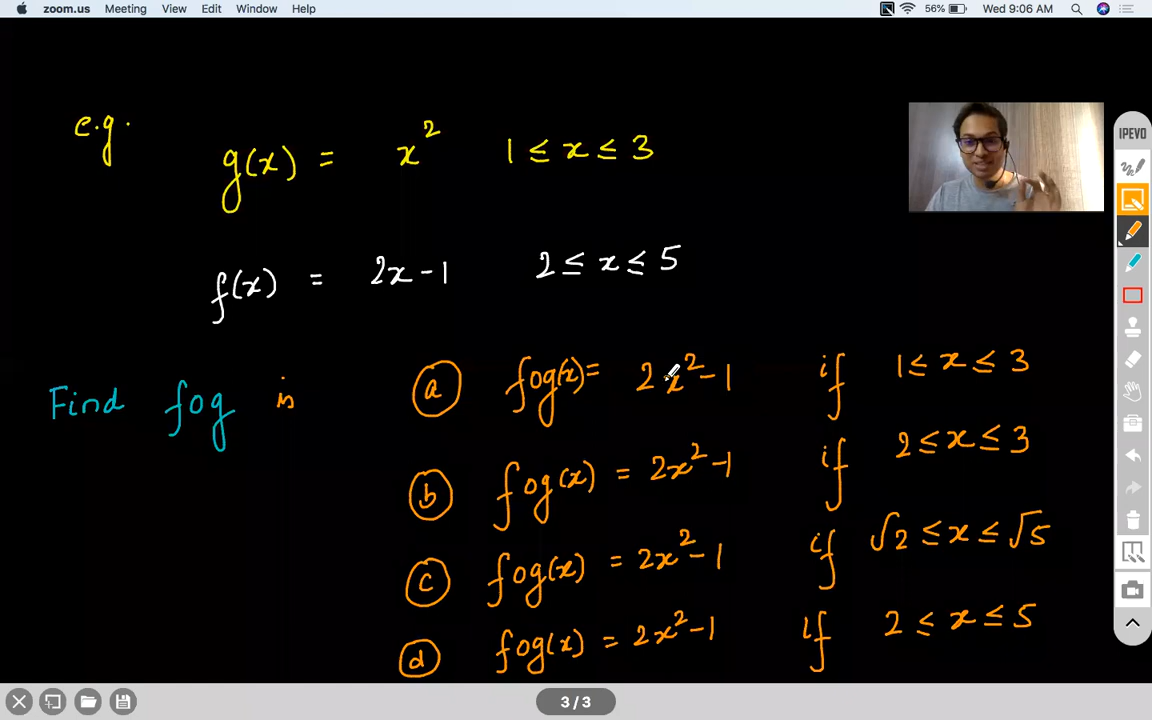 zoom.us Meeting View Edit Window Help 56% Wed 9:06 AM
IPEVO
e.g.
g(x) = x² 1 ≤ x ≤ 3
f(x) = 2x-1 2 ≤ x ≤ 5
Find fog is
(a) fog(x) = 2x²-1 if 1 ≤ x ≤ 3
(b) fog(x) = 2x²-1 if 2 ≤ x ≤ 3
(c) fog(x) = 2x²-1 if √2 ≤ x ≤ √5
(d) fog(x) = 2x²-1 if 2 ≤ x ≤ 5
3/3